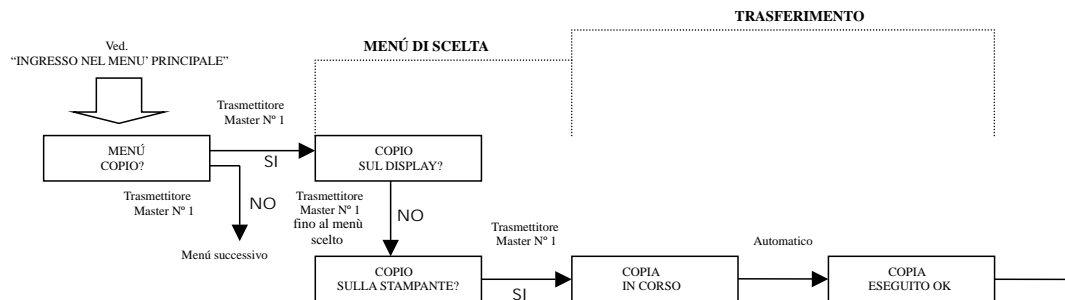 TRASFERIMENTO
MENÚ DI SCELTA
Ved.
“INGRESSO NEL MENU’ PRINCIPALE”
Trasmettitore
Master Nº 1
MENÚ
COPIO?
SI
COPIO
SUL DISPLAY?
Trasmettitore
Master Nº 1
NO
Menú successivo
Trasmettitore
Master Nº 1
fino al menù
scelto
NO
Trasmettitore
Master Nº 1
Automatico
COPIO
SULLA STAMPANTE?
SI
COPIA
IN CORSO
COPIA
ESEGUITO OK